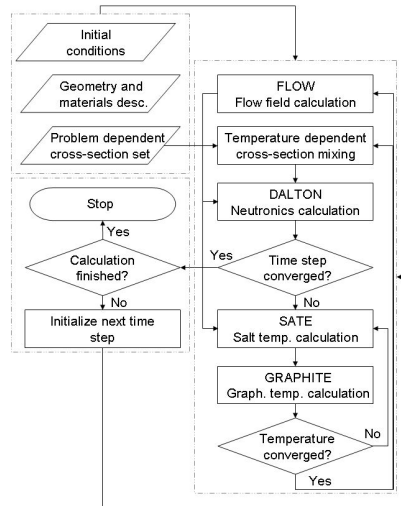 Initial
conditions
Geometry and
materials desc.
Problem dependent
cross-section set
FLOW
Flow field calculation
Temperature dependent
cross-section mixing
DALTON
Neutronics calculation
Stop
Yes
Calculation
finished?
Yes
Time step
converged?
No
No
Initialize next time
step
SATE
Salt temp. calculation
GRAPHITE
Graph. temp. calculation
Temperature
converged?
No
Yes